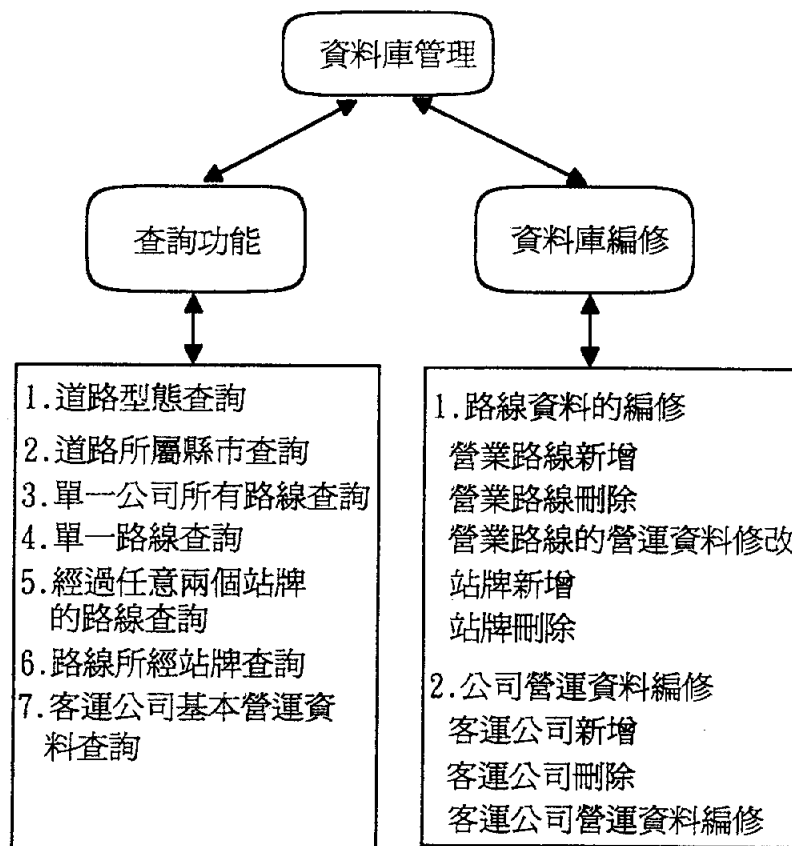 資料庫管理
查詢功能
資料庫編修
1.道路型態查詢
2.道路所屬縣市查詢
3.單一公司所有路線查詢
4.單一路線查詢
5.經過任意兩個站牌
的路線查詢
6.路線所經站牌查詢
7.客運公司基本營運資
料查詢
1.路線資料的編修
營業路線新增
營業路線刪除
營業路線的營運資料修改
站牌新增
站牌刪除
2.公司營運資料編修
客運公司新增
客運公司刪除
客運公司營運資料編修